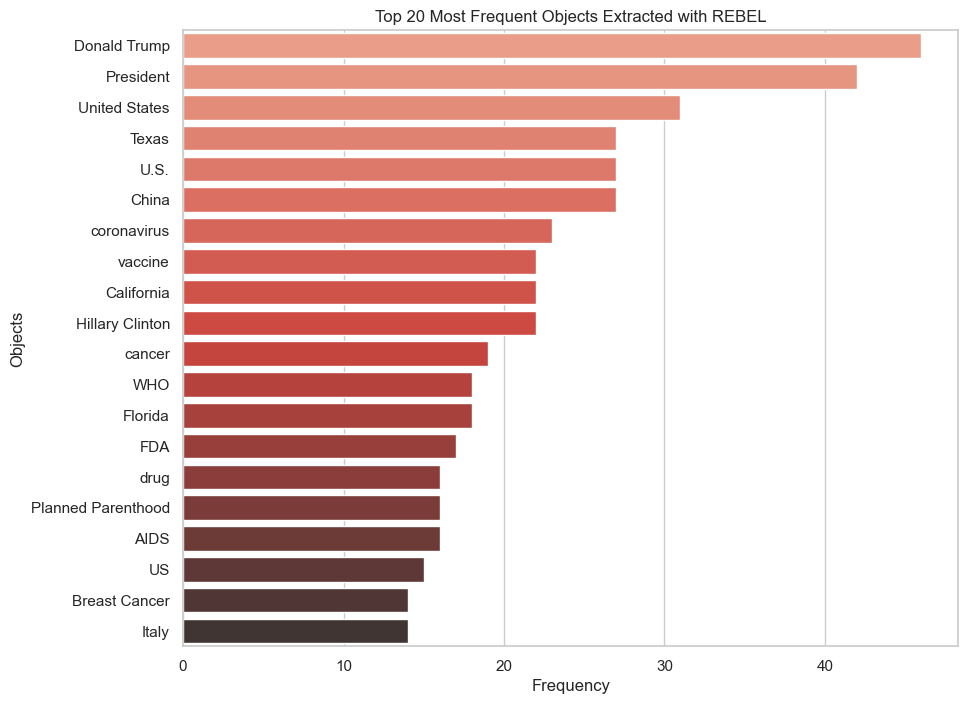 Top 20 Most Frequent Objects Extracted with REBEL
Objects
Donald Trump
President
United States
Texas
U.S.
China
coronavirus
vaccine
California
Hillary Clinton
cancer
WHO
Florida
FDA
drug
Planned Parenthood
AIDS
US
Breast Cancer
Italy
0 10 20 30 40
Frequency